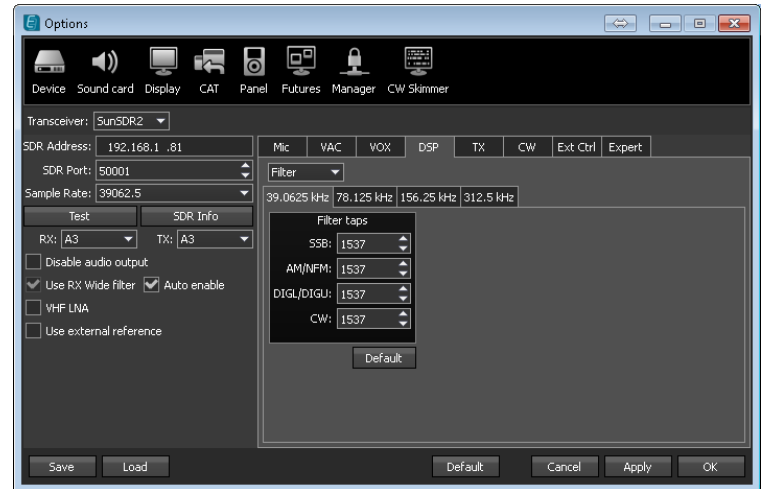 Options
Device Sound card Display CAT Panel Futures Manager CW Skimmer
Transceiver: SunSDR2
SDR Address: 192.168.1 .81
SDR Port: 50001
Sample Rate: 39062.5
Test SDR Info
RX: A3 TX: A3
Disable audio output
Use RX Wide filter Auto enable
VHF LNA
Use external reference
Mic VAC VOX DSP TX CW Ext Ctrl Expert
Filter
39.0625 kHz 78.125 kHz 156.25 kHz 312.5 kHz
Filter taps
SSB: 1537
AM/NFM: 1537
DIGL/DIGU: 1537
CW: 1537
Default
Save Load Default Cancel Apply OK